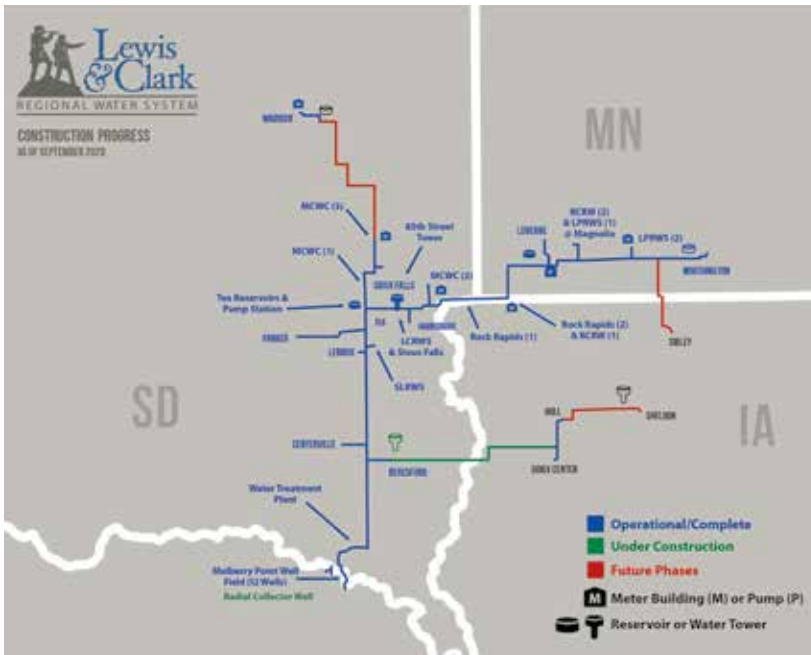 Lewis
& Clark
REGIONAL WATER SYSTEM
CONSTRUCTION PROGRESS
AS OF SEPTEMBER 2020
MN
MADISON
MCWC (3)
85th Street
Tower
MCWC (1)
SIOUX FALLS
MCWC (2)
LUVERNE
NCRW (2)
& LPRWS (1)
@ Magnolia
LPRWS (2)
WORTHINGTON
Tea Reservoirs &
Pump Station
TEA
HARRISBURG
Rock Rapids (1)
Rock Rapids (2)
& NCRW (1)
PARKER
LCRWS
& Sioux Falls
SIBLEY
LENNOX
SLRWS
SD
HULL
SHELDON
IA
CENTERVILLE
BERESFORD
SIOUX CENTER
Water Treatment
Plant
Mulberry Point Well
Field (12 Wells)
Radial Collector Well
Operational/Complete
Under Construction
Future Phases
M Meter Building (M) or Pump (P)
Reservoir or Water Tower